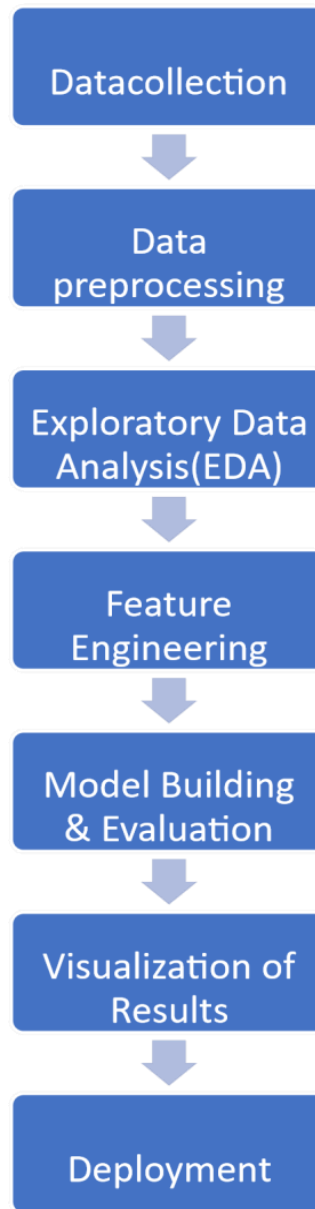 Datacollection
Data
preprocessing
Exploratory Data
Analysis(EDA)
Feature
Engineering
Model Building
& Evaluation
Visualization of
Results
Deployment